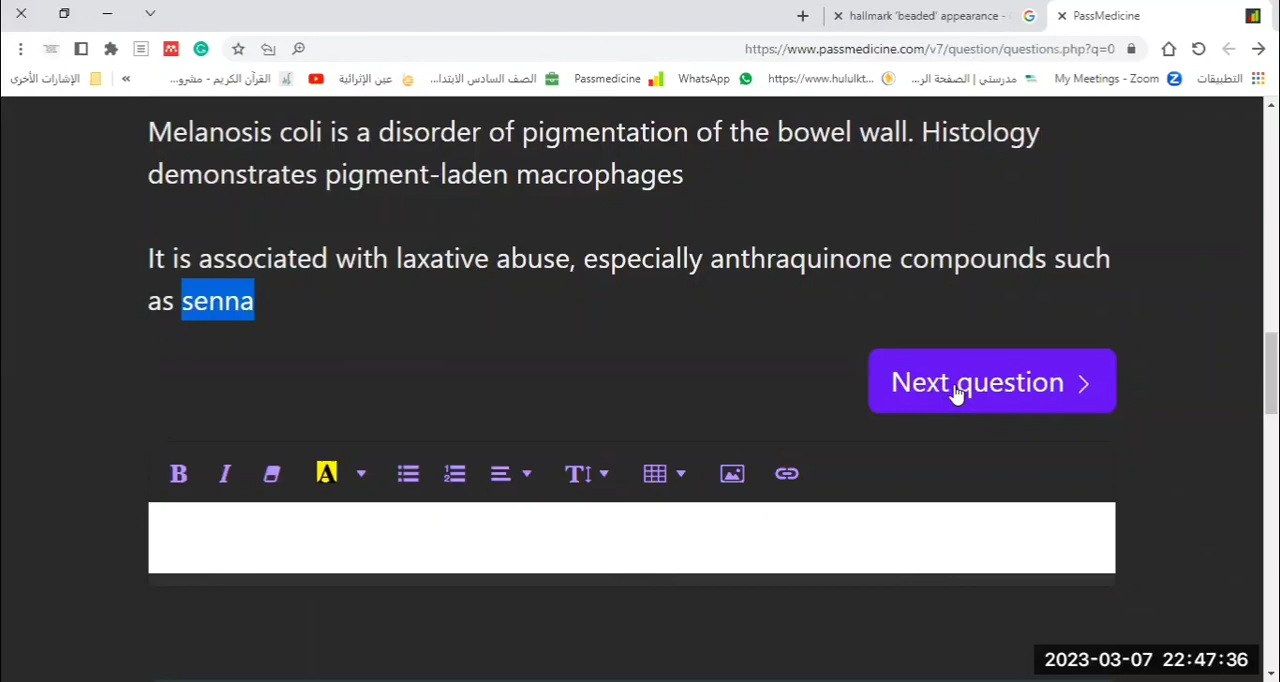 hallmark 'beaded' appearance -
PassMedicine
https://www.passmedicine.com/v7/question/questions.php?q=0
التطبيقات
My Meetings - Zoom
مدرستي | الصفحة الر...
https://www.hululkt...
WhatsApp
Passmedicine
الصف السادس الابتدا...
عين الإثرائية
القرآن الكريم - مشرو...
«
الإشارات الأخرى
Melanosis coli is a disorder of pigmentation of the bowel wall. Histology
demonstrates pigment-laden macrophages
It is associated with laxative abuse, especially anthraquinone compounds such
as senna
Next question >
2023-03-07 22:47:36